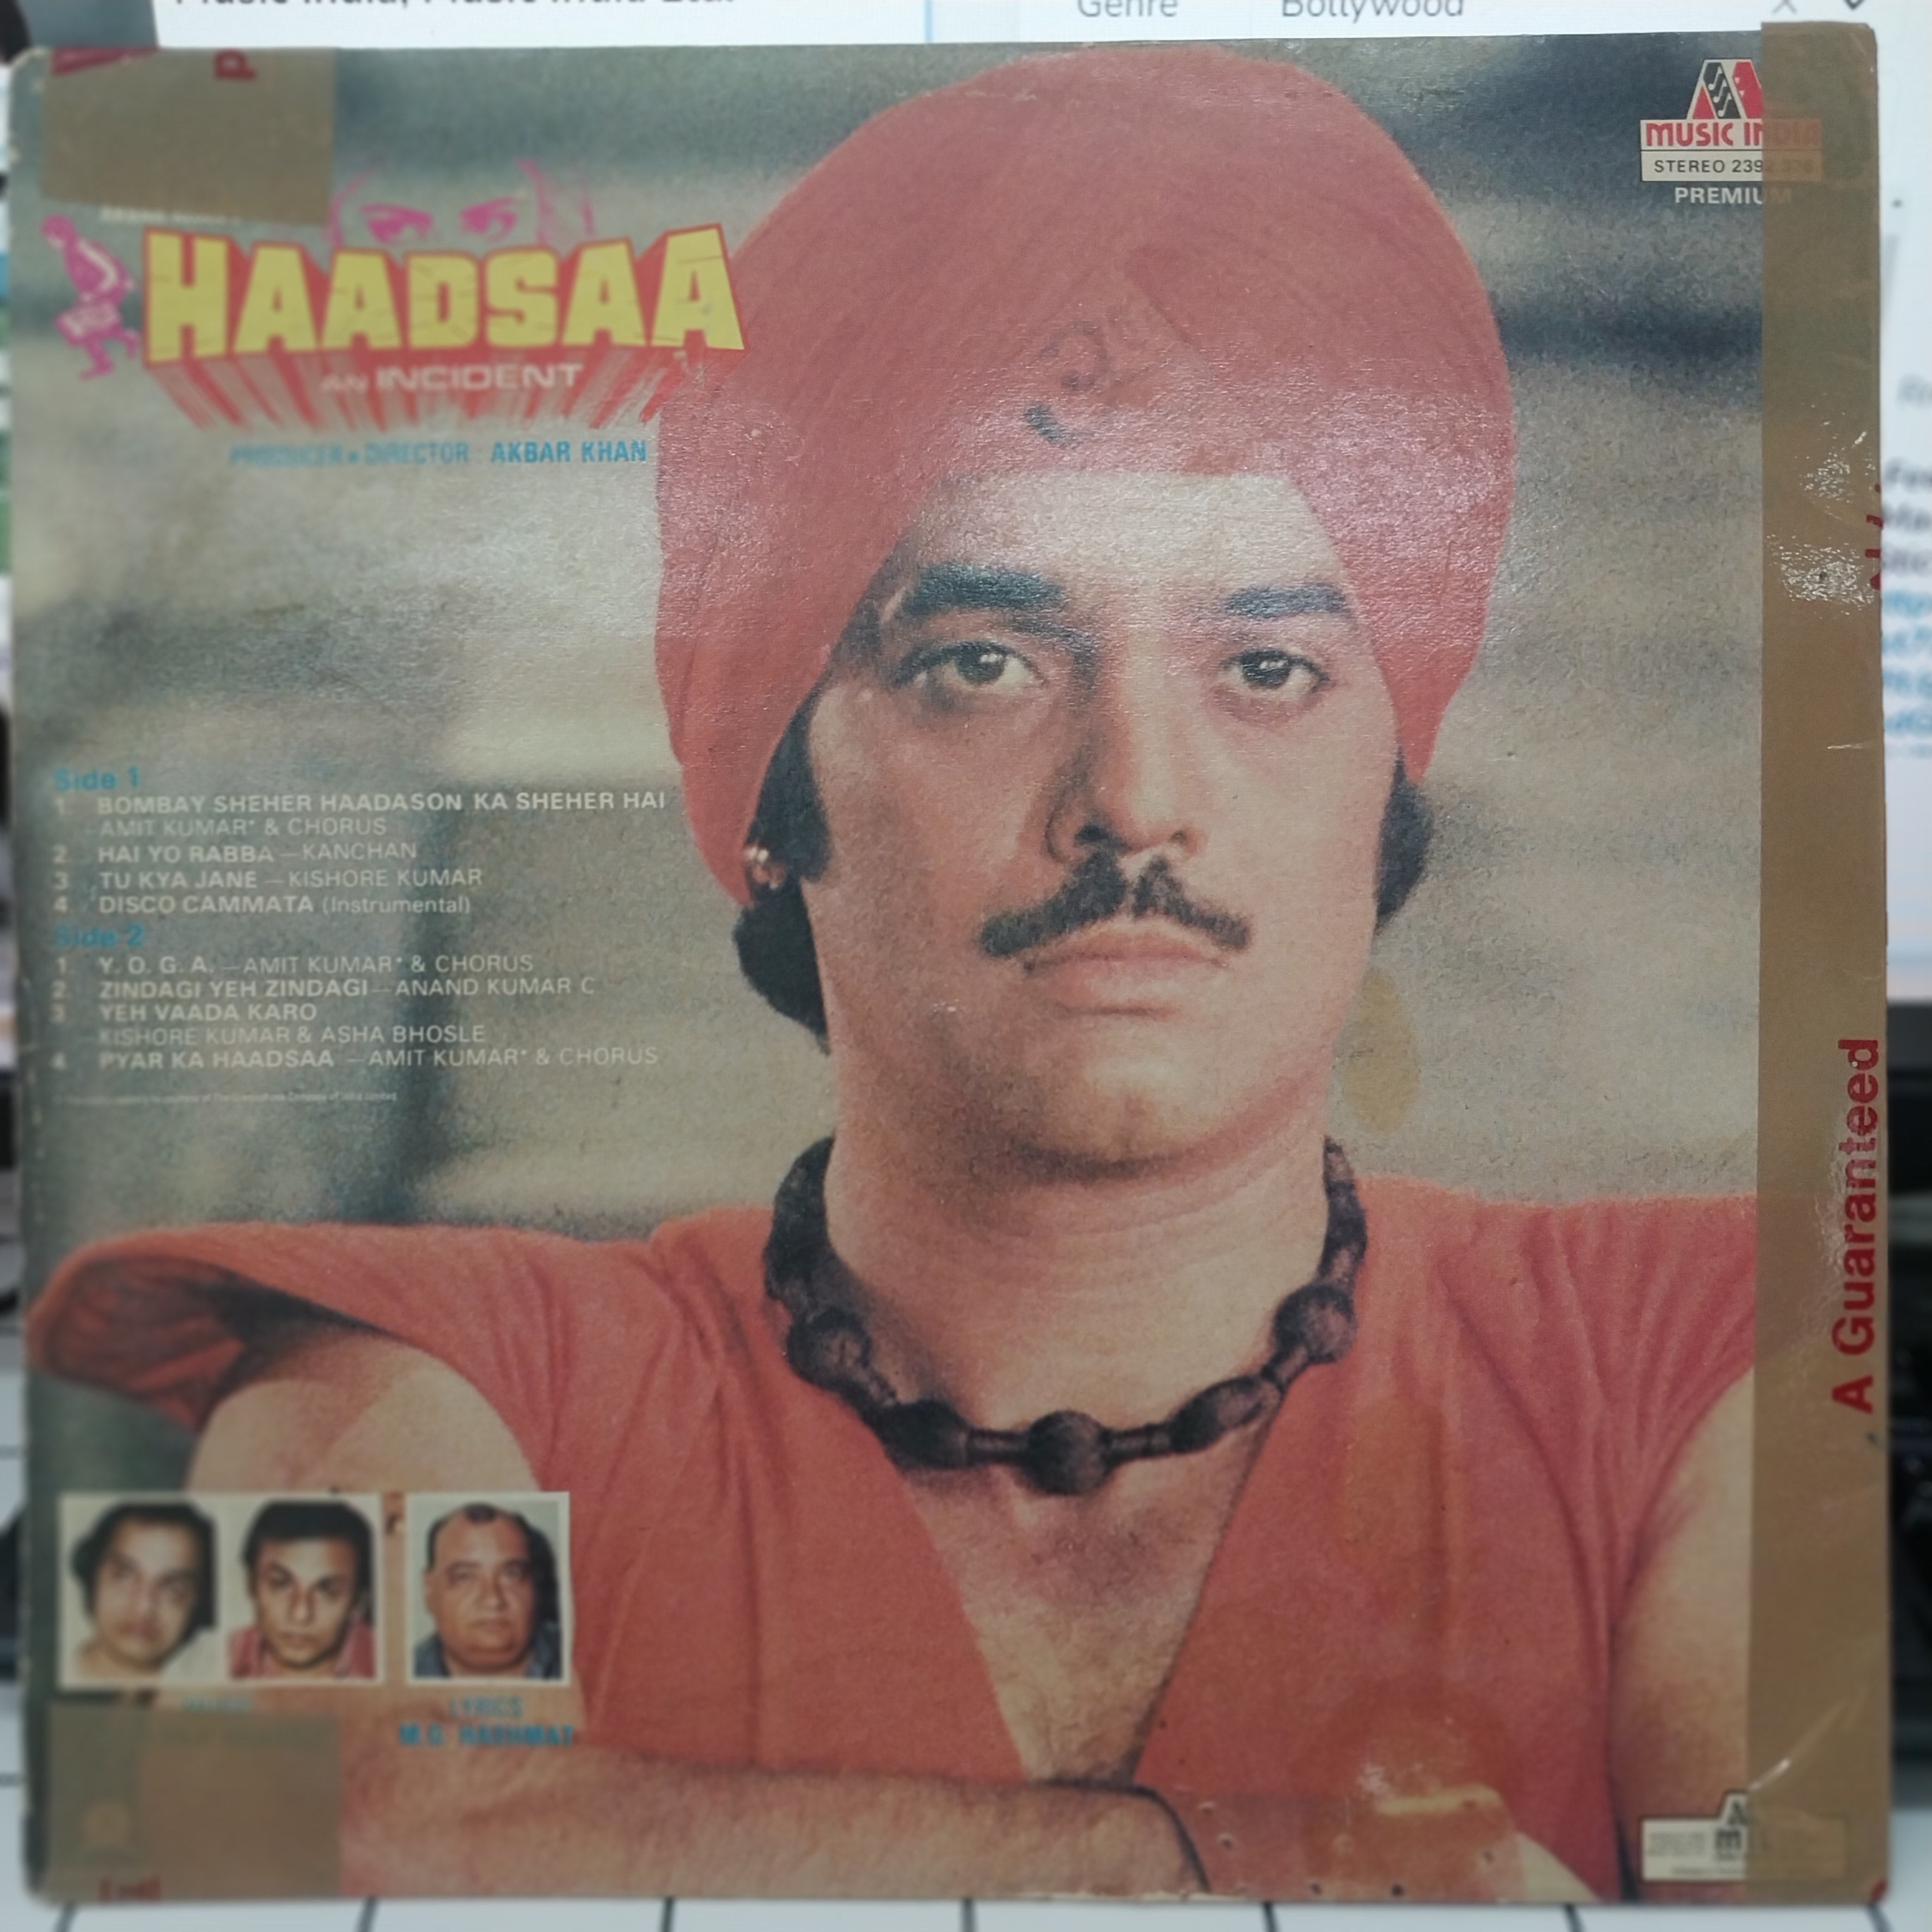 Genre Bollywood
MUSIC INDIA
STEREO 2392 376
PREMIUM
HAADSAA
AN INCIDENT
PRODUCER • DIRECTOR AKBAR KHAN
Side 1
1. BOMBAY SHEHER HAADASON KA SHEHER HAI
AMIT KUMAR* & CHORUS
2. HAI YO RABBA — KANCHAN
3. TU KYA JANE — KISHORE KUMAR
4. DISCO CAMMATA (Instrumental)
Side 2
1. Y. O. G. A. — AMIT KUMAR* & CHORUS
2. ZINDAGI YEH ZINDAGI — ANAND KUMAR C
3. YEH VAADA KARO
KISHORE KUMAR & ASHA BHOSLE
4. PYAR KA HAADSAA — AMIT KUMAR* & CHORUS
A Guaranteed
LYRICS
M.G. HASHMAT